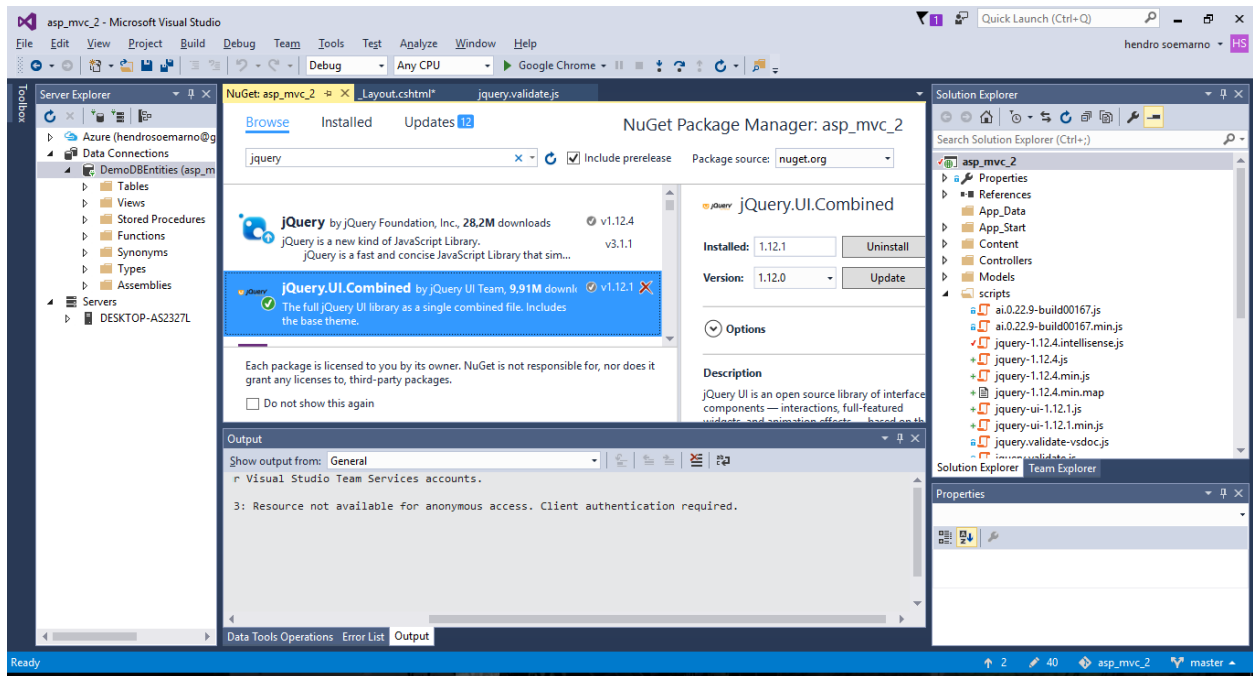 asp_mvc_2 - Microsoft Visual Studio
1
Quick Launch (Ctrl+Q)
File Edit View Project Build Debug Team Tools Test Analyze Window Help
hendro soemarno HS
Debug Any CPU Google Chrome
Toolbox
Server Explorer
Azure (hendrosoemarno@g
Data Connections
DemoDBEntities (asp_m
Tables
Views
Stored Procedures
Functions
Synonyms
Types
Assemblies
Servers
DESKTOP-AS2327L
NuGet: asp_mvc_2 _Layout.cshtml* jquery.validate.js
Browse Installed Updates 12
NuGet Package Manager: asp_mvc_2
jquery
Include prerelease
Package source: nuget.org
jQuery by jQuery Foundation, Inc., 28,2M downloads v1.12.4
jQuery is a new kind of JavaScript Library. v3.1.1
jQuery is a fast and concise JavaScript Library that sim...
jQuery
jQuery.UI.Combined by jQuery UI Team, 9,91M downl v1.12.1
The full jQuery UI library as a single combined file. Includes
the base theme.
Each package is licensed to you by its owner. NuGet is not responsible for, nor does it
grant any licenses to, third-party packages.
Do not show this again
jQuery jQuery.UI.Combined
Installed: 1.12.1 Uninstall
Version: 1.12.0 Update
Options
Description
jQuery UI is an open source library of interface
components — interactions, full-featured
widgets, and animation effects — based on th
Output
Show output from: General
r Visual Studio Team Services accounts.
3: Resource not available for anonymous access. Client authentication required.
Data Tools Operations Error List Output
Solution Explorer
Search Solution Explorer (Ctrl+;)
asp_mvc_2
Properties
References
App_Data
App_Start
Content
Controllers
Models
scripts
ai.0.22.9-build00167.js
ai.0.22.9-build00167.min.js
jquery-1.12.4.intellisense.js
jquery-1.12.4.js
jquery-1.12.4.min.js
jquery-1.12.4.min.map
jquery-ui-1.12.1.js
jquery-ui-1.12.1.min.js
jquery.validate-vsdoc.js
jquery.validate.js
Solution Explorer Team Explorer
Properties
Ready
2 40 asp_mvc_2 master